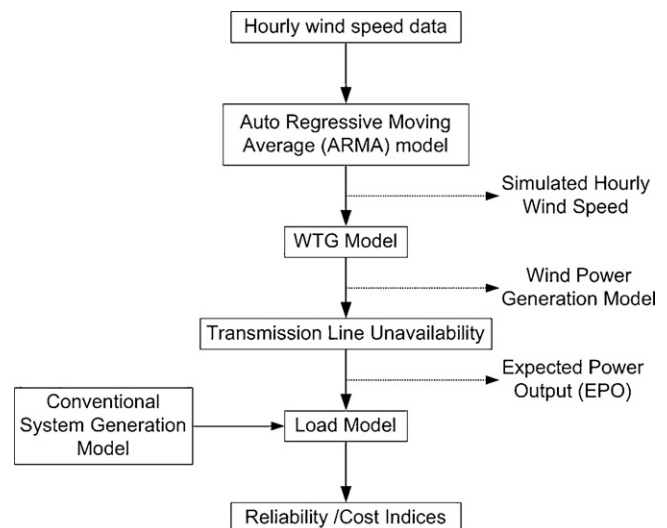 Hourly wind speed data
Auto Regressive Moving
Average (ARMA) model
Simulated Hourly
Wind Speed
WTG Model
Wind Power
Generation Model
Transmission Line Unavailability
Expected Power
Output (EPO)
Conventional
System Generation
Model
Load Model
Reliability /Cost Indices